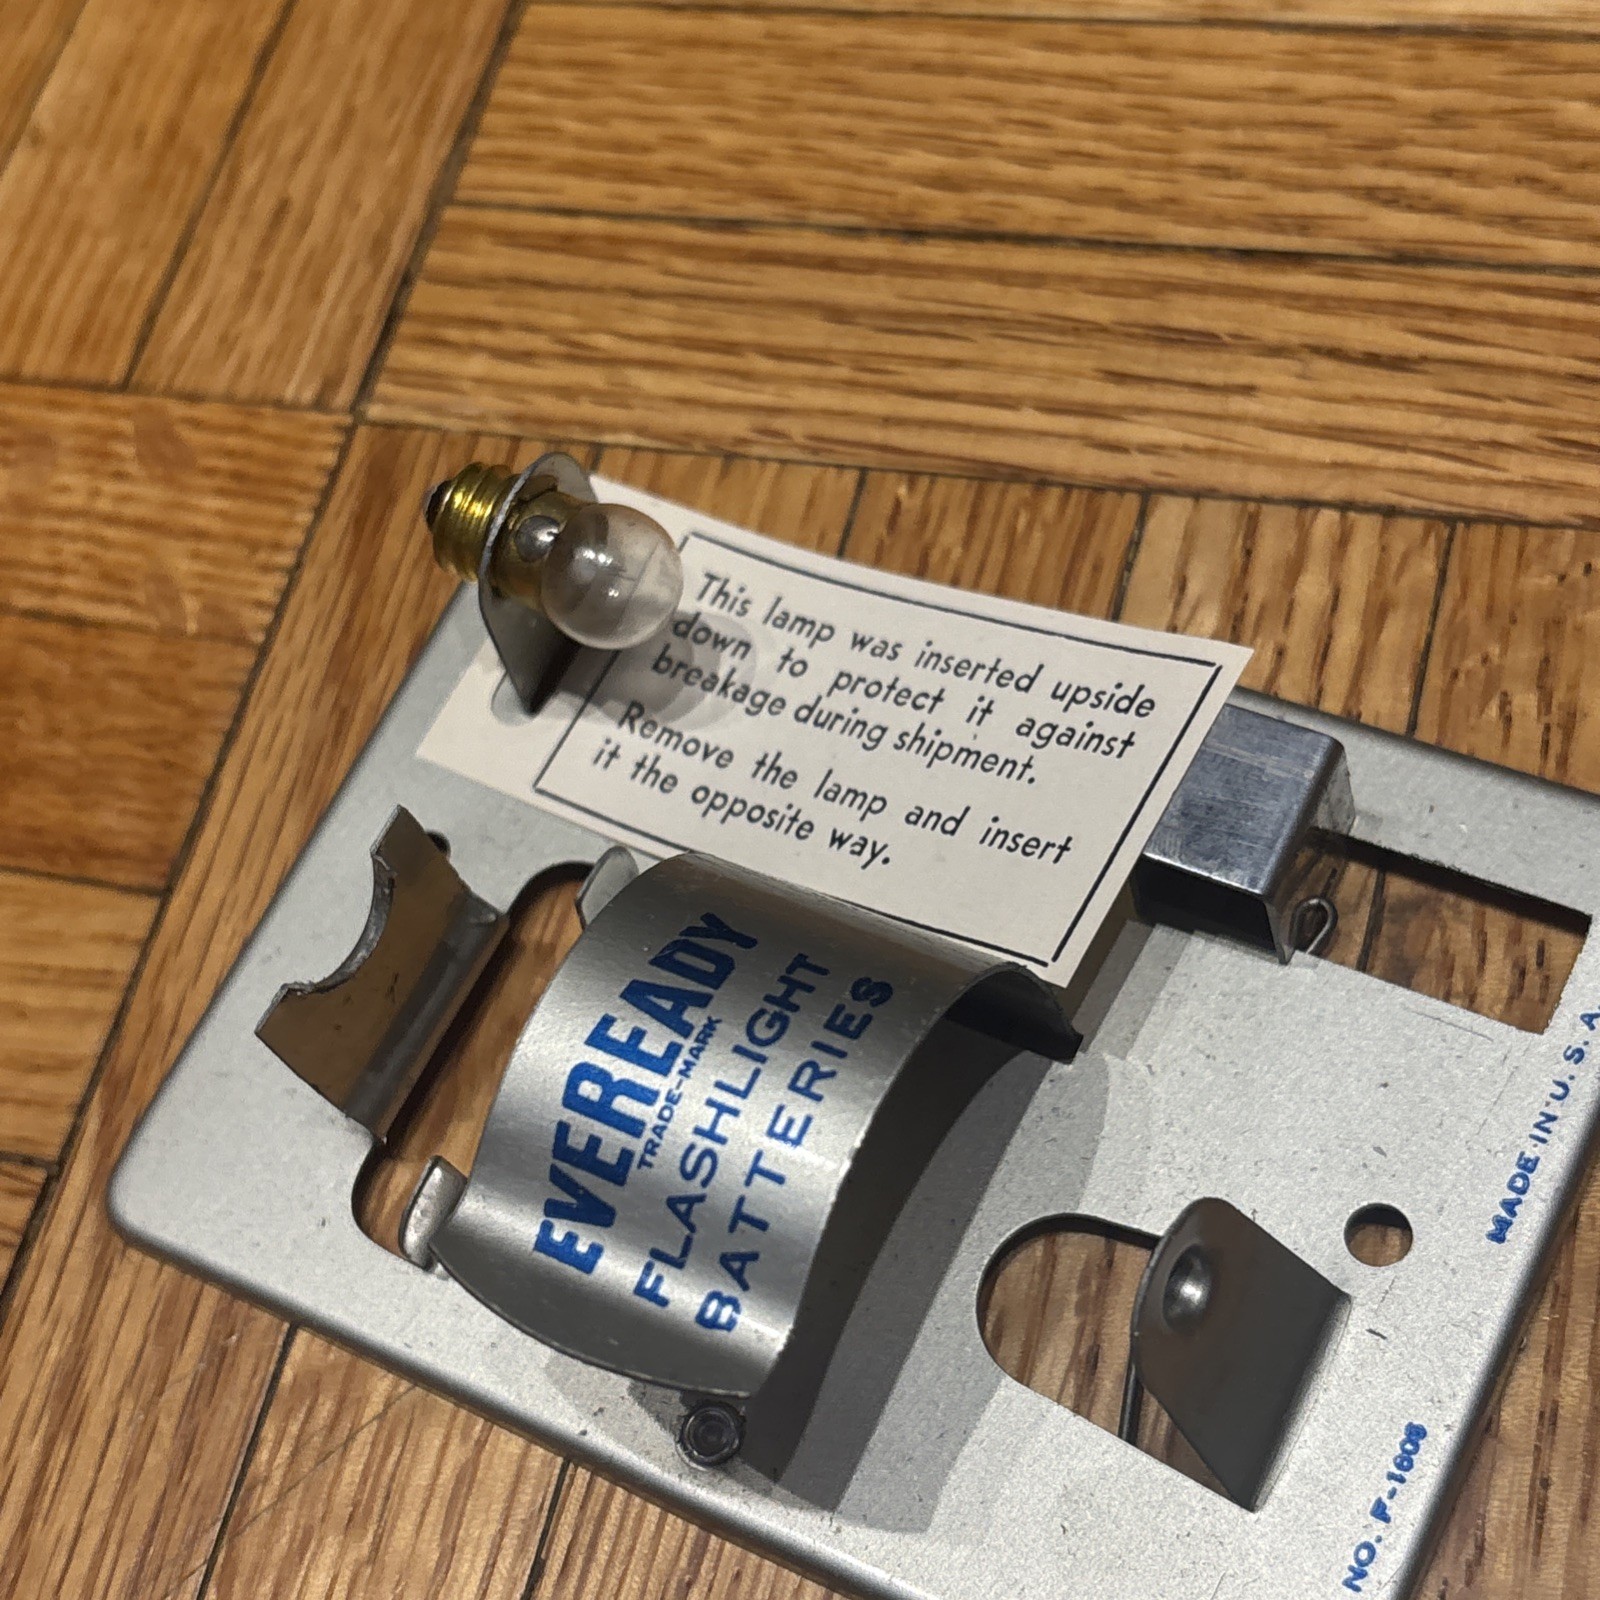 This lamp was inserted upside
down to protect it against
breakage during shipment.
Remove the lamp and insert
it the opposite way.
EVEREADY
TRADE-MARK
FLASHLIGHT
BATTERIES
MADE IN U.S.A.
NO. F-1606